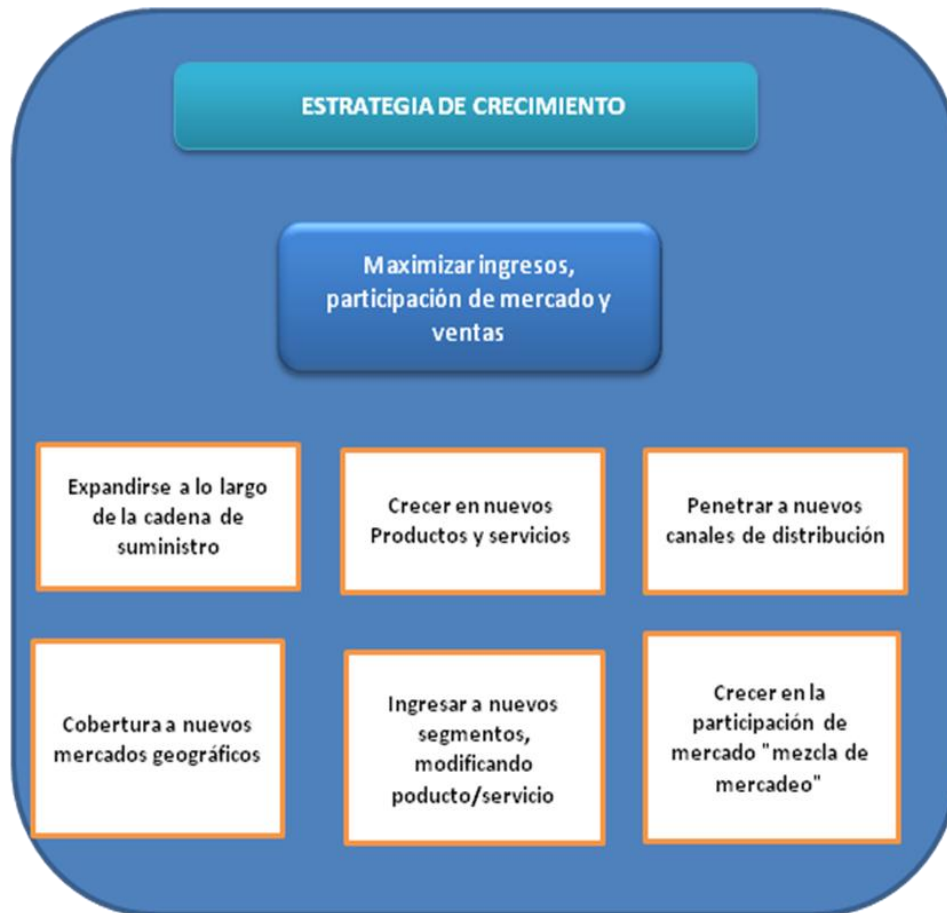 ESTRATEGIA DE CRECIMIENTO
Maximizar ingresos,
participación de mercado y
ventas
Expandirse a lo largo
de la cadena de
suministro
Crecer en nuevos
Productos y servicios
Penetrar a nuevos
canales de distribución
Cobertura a nuevos
mercados geográficos
Ingresar a nuevos
segmentos,
modificando
poducto/servicio
Crecer en la
participación de
mercado "mezcla de
mercadeo"